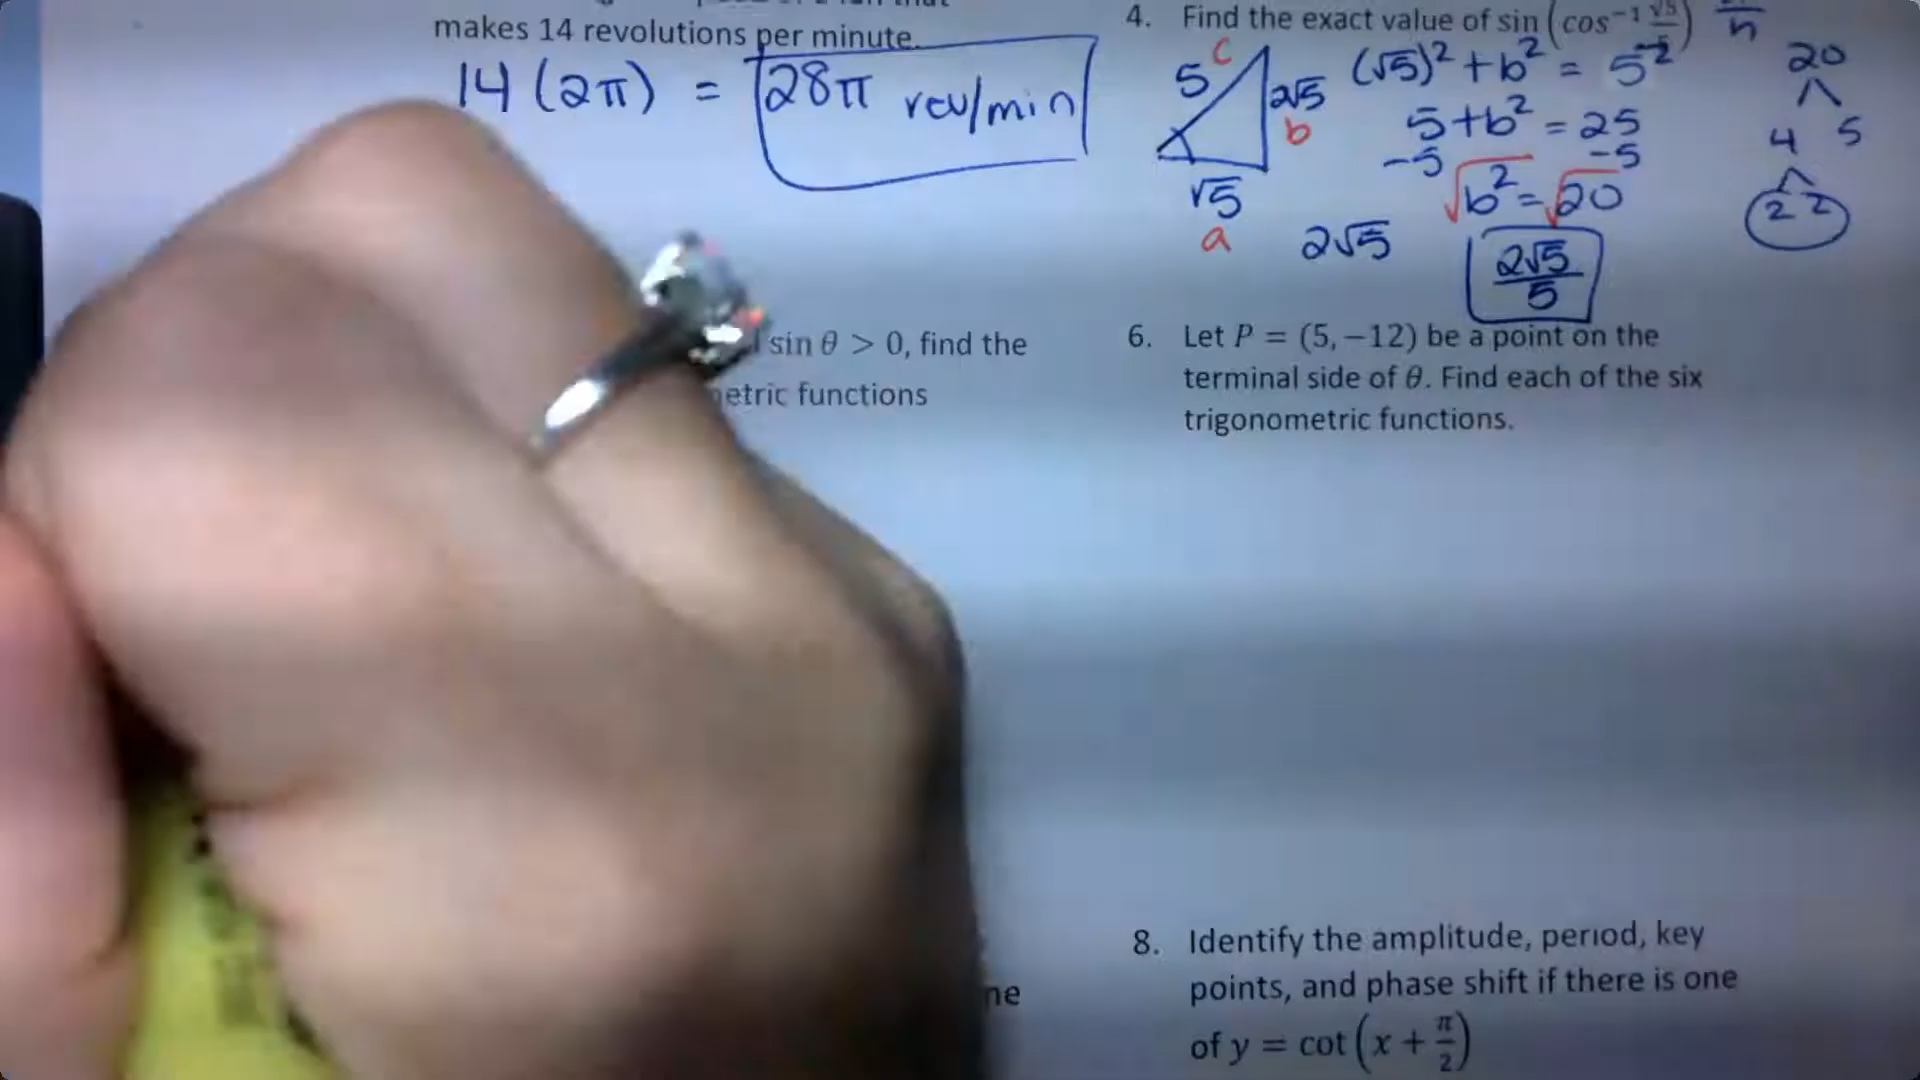 makes 14 revolutions per minute.
14 (2π) = 28π rev/min
4. Find the exact value of sin (cos⁻¹ √5/5)
5 c
2√5
b
√5
a
(√5)² + b² = 5²
5 + b² = 25
-5 -5
√b² = √20
2√5
2√5/5
20
4 5
2 2
sin θ > 0, find the
functions
6. Let P = (5, −12) be a point on the
terminal side of θ. Find each of the six
trigonometric functions.
8. Identify the amplitude, period, key
points, and phase shift if there is one
of y = cot (x + π/2)